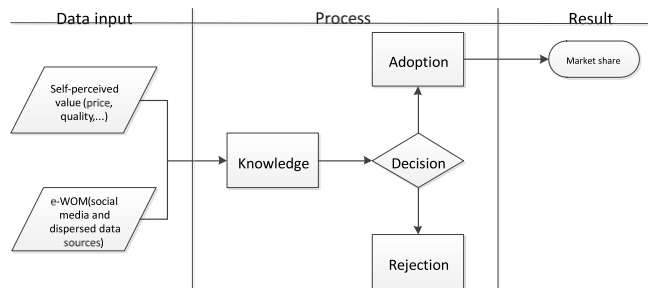 Data input
Process
Result
Self-perceived
value (price,
quality,...)
e-WOM(social
media and
dispersed data
sources)
Knowledge
Adoption
Decision
Rejection
Market share